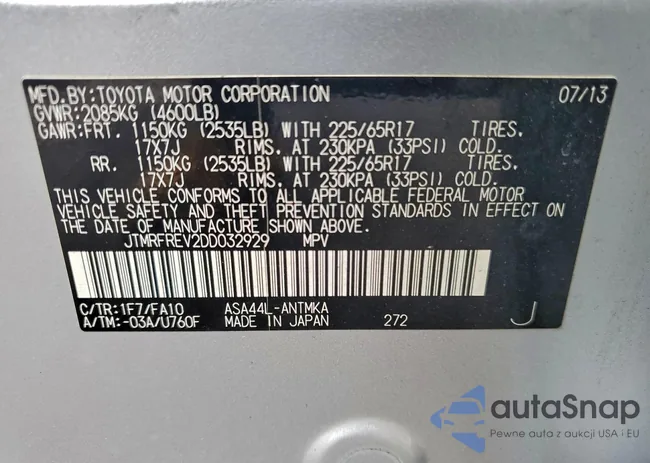 MFD.BY:TOYOTA MOTOR CORPORATION 07/13
GVWR:2085KG (4600LB)
GAWR:FRT. 1150KG (2535LB) WITH 225/65R17 TIRES.
17X7J RIMS. AT 230KPA (33PSI) COLD.
RR. 1150KG (2535LB) WITH 225/65R17 TIRES.
17X7J RIMS. AT 230KPA (33PSI) COLD.
THIS VEHICLE CONFORMS TO ALL APPLICABLE FEDERAL MOTOR
VEHICLE SAFETY AND THEFT PREVENTION STANDARDS IN EFFECT ON
THE DATE OF MANUFACTURE SHOWN ABOVE.
JTMRFREV2DD032929 MPV
C/TR:1F7/FA10 ASA44L-ANTMKA
A/TM:-03A/U760F MADE IN JAPAN 272 J
autoSnap
Pewne auta z aukcji USA i EU